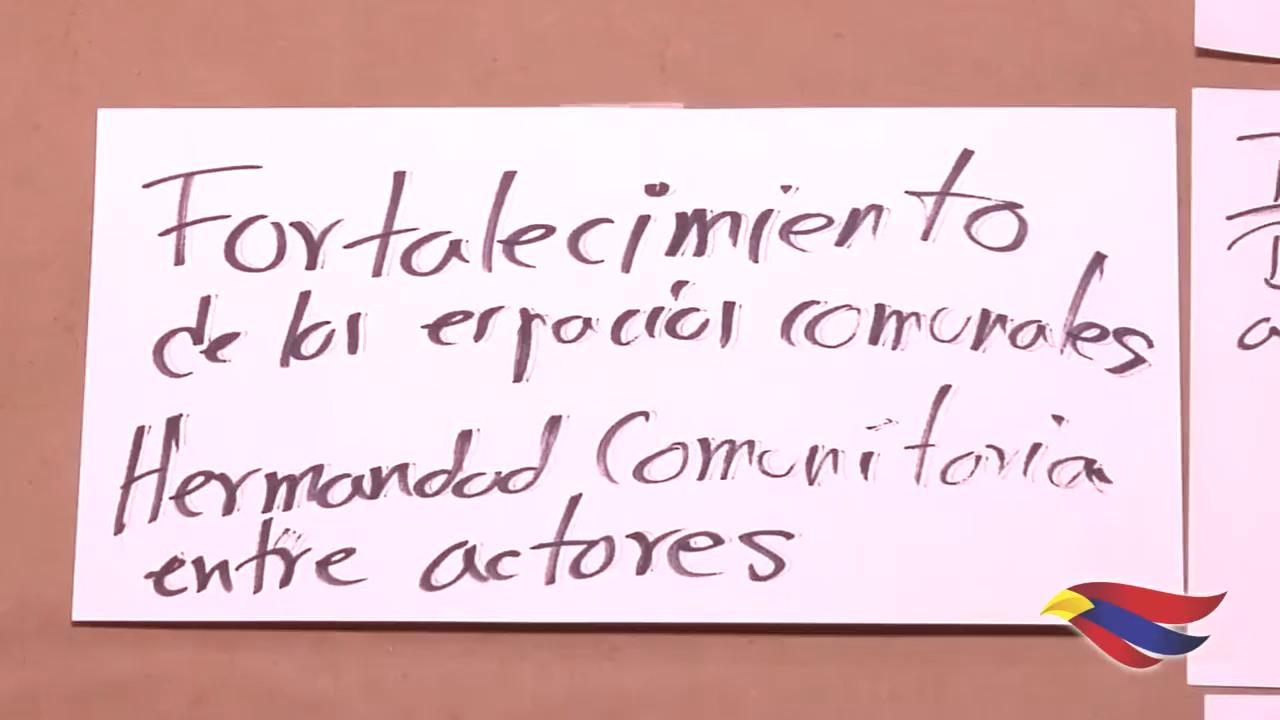 Fortalecimiento
de los espacios comunales
Hermandad Comunitaria
entre actores